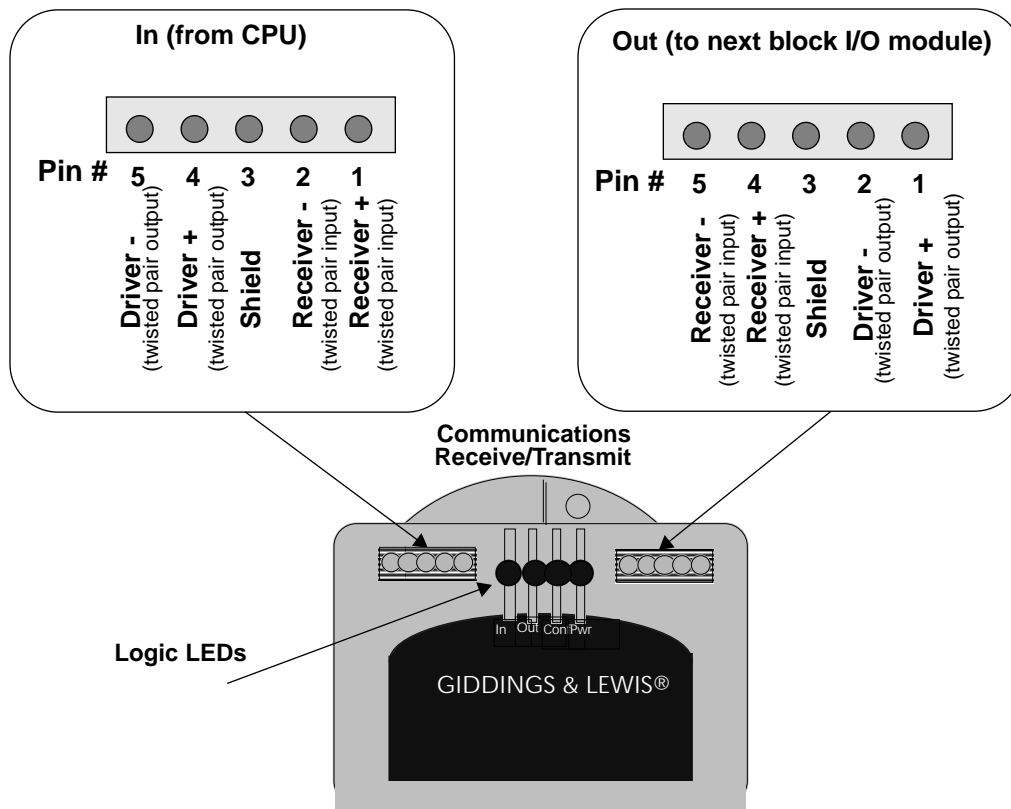 In (from CPU)
Pin # 5 4 3 2 1
Driver -
(twisted pair output)
Driver +
(twisted pair output)
Shield
Receiver -
(twisted pair input)
Receiver +
(twisted pair input)
Out (to next block I/O module)
Pin # 5 4 3 2 1
Receiver -
(twisted pair input)
Receiver +
(twisted pair input)
Shield
Driver -
(twisted pair output)
Driver +
(twisted pair output)
Communications
Receive/Transmit
Logic LEDs
In Out Con Pwr
GIDDINGS & LEWIS®